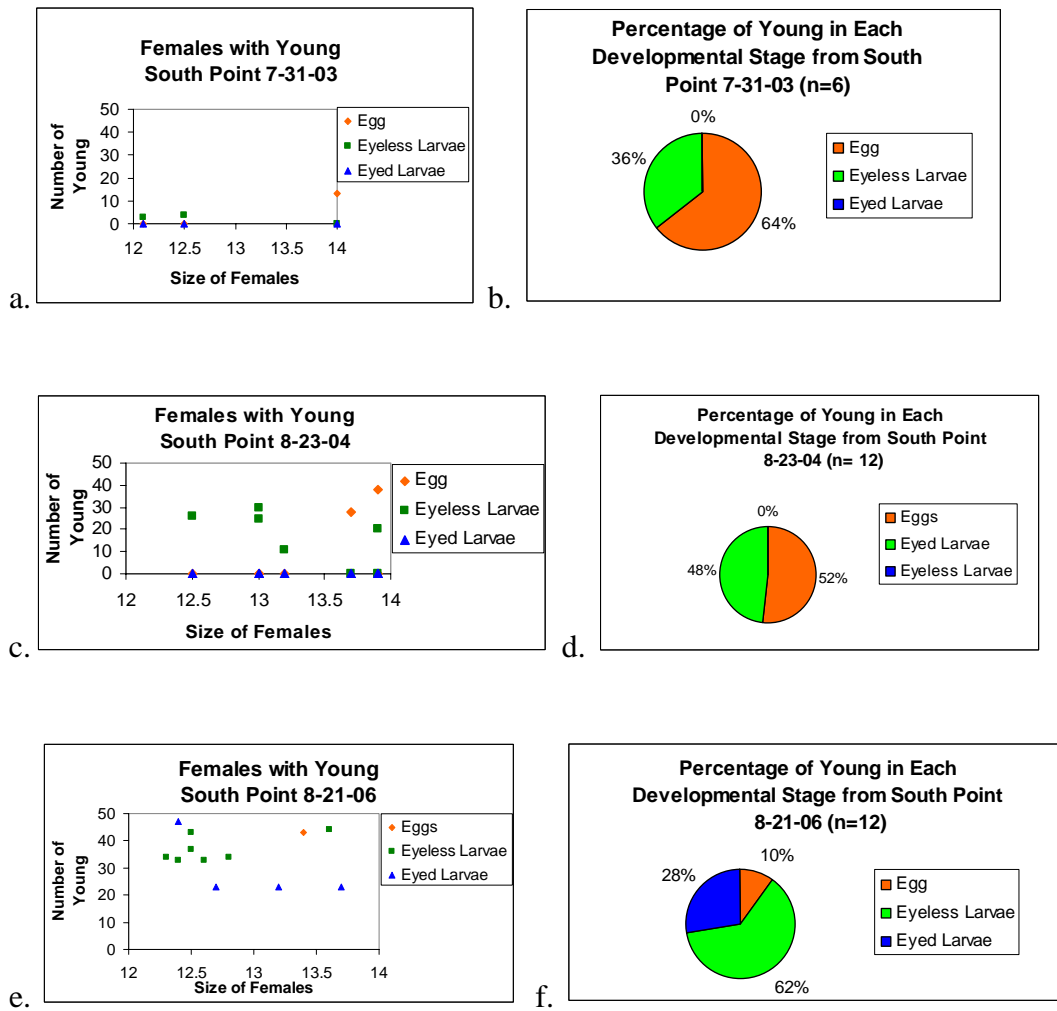 Females with Young
South Point 7-31-03
50
40
30
20
10
0
12
12.5
13
13.5
14
Number of
Young
Size of Females
Egg
Eyeless Larvae
Eyed Larvae
a.
Percentage of Young in Each
Developmental Stage from South
Point 7-31-03 (n=6)
0%
36%
64%
Egg
Eyeless Larvae
Eyed Larvae
b.
Females with Young
South Point 8-23-04
50
40
30
20
10
0
12
13
14
Number of
Young
Size of Females
Egg
Eyeless Larvae
Eyed Larvae
c.
Percentage of Young in Each
Developmental Stage from South Point
8-23-04 (n= 12)
0%
48%
52%
Eggs
Eyed Larvae
Eyeless Larvae
d.
Females with Young
South Point 8-21-06
50
40
30
20
10
0
12
12.5
13
13.5
14
Number of
Young
Size of Females
Eggs
Eyeless Larvae
Eyed Larvae
e.
Percentage of Young in Each
Developmental Stage from South Point
8-21-06 (n=12)
10%
28%
62%
Egg
Eyeless Larvae
Eyed Larvae
f.